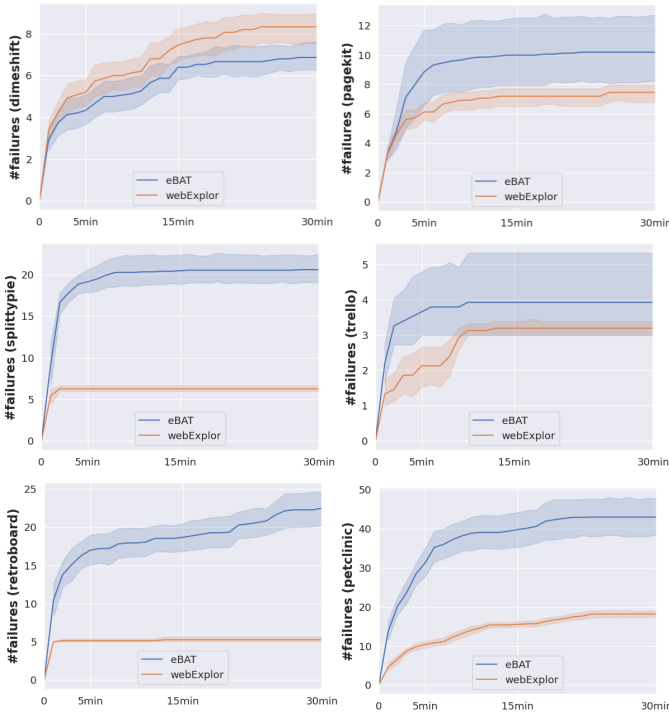 #failures (dimeshift)
8
6
4
2
0
0 5min 15min 30min
eBAT
webExplor
#failures (pagekit)
12
10
8
6
4
2
0
0 5min 15min 30min
eBAT
webExplor
#failures (splittypie)
20
15
10
5
0
0 5min 15min 30min
eBAT
webExplor
#failures (trello)
5
4
3
2
1
0
0 5min 15min 30min
eBAT
webExplor
#failures (retroboard)
25
20
15
10
5
0
0 5min 15min 30min
eBAT
webExplor
#failures (petclinic)
50
40
30
20
10
0
0 5min 15min 30min
eBAT
webExplor